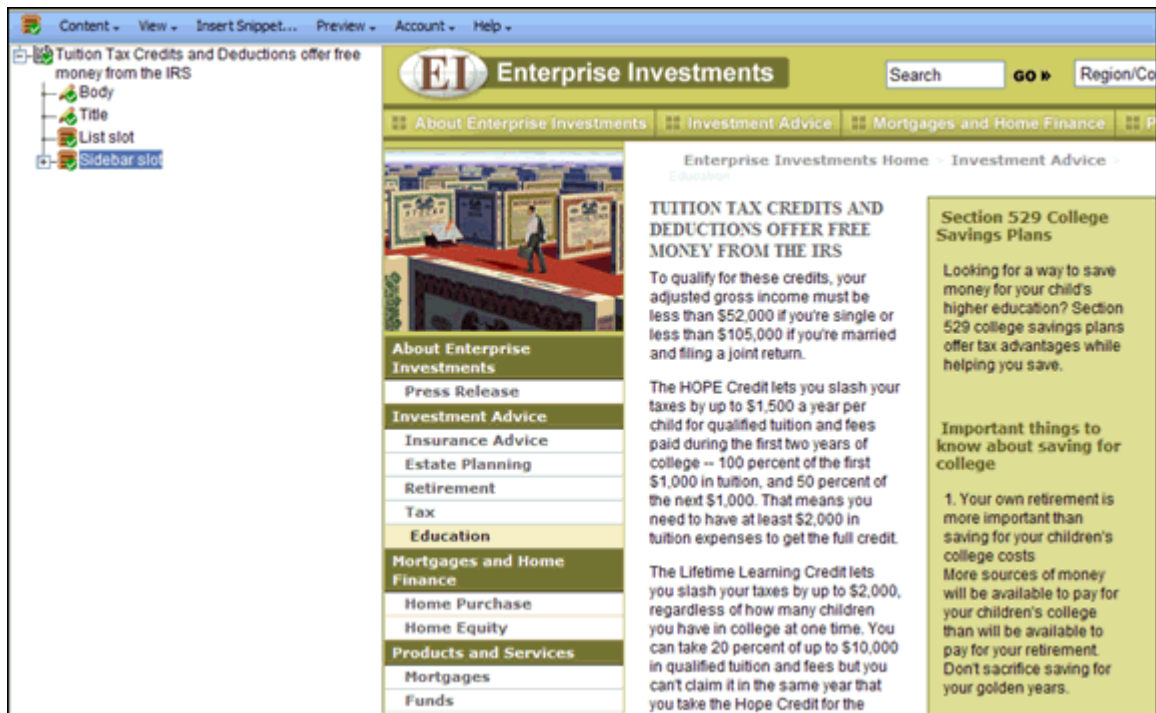 Content View Insert Snippet... Preview Account Help
Tuition Tax Credits and Deductions offer free
money from the IRS
Body
Title
List slot
Sidebar slot
EI Enterprise Investments
Search GO Region/Co
About Enterprise Investments Investment Advice Mortgages and Home Finance P
Enterprise Investments Home Investment Advice
Education
About Enterprise
Investments
Press Release
Investment Advice
Insurance Advice
Estate Planning
Retirement
Tax
Education
Mortgages and Home
Finance
Home Purchase
Home Equity
Products and Services
Mortgages
Funds
TUITION TAX CREDITS AND
DEDUCTIONS OFFER FREE
MONEY FROM THE IRS
To qualify for these credits, your
adjusted gross income must be
less than $52,000 if you're single or
less than $105,000 if you're married
and filing a joint return.
The HOPE Credit lets you slash your
taxes by up to $1,500 a year per
child for qualified tuition and fees
paid during the first two years of
college -- 100 percent of the first
$1,000 in tuition, and 50 percent of
the next $1,000. That means you
need to have at least $2,000 in
tuition expenses to get the full credit.
The Lifetime Learning Credit lets
you slash your taxes by up to $2,000,
regardless of how many children
you have in college at one time. You
can take 20 percent of up to $10,000
in qualified tuition and fees but you
can't claim it in the same year that
you take the Hope Credit for the
Section 529 College
Savings Plans
Looking for a way to save
money for your child's
higher education? Section
529 college savings plans
offer tax advantages while
helping you save.
Important things to
know about saving for
college
1. Your own retirement is
more important than
saving for your children's
college costs
More sources of money
will be available to pay for
your children's college
than will be available to
pay for your retirement.
Don't sacrifice saving for
your golden years.